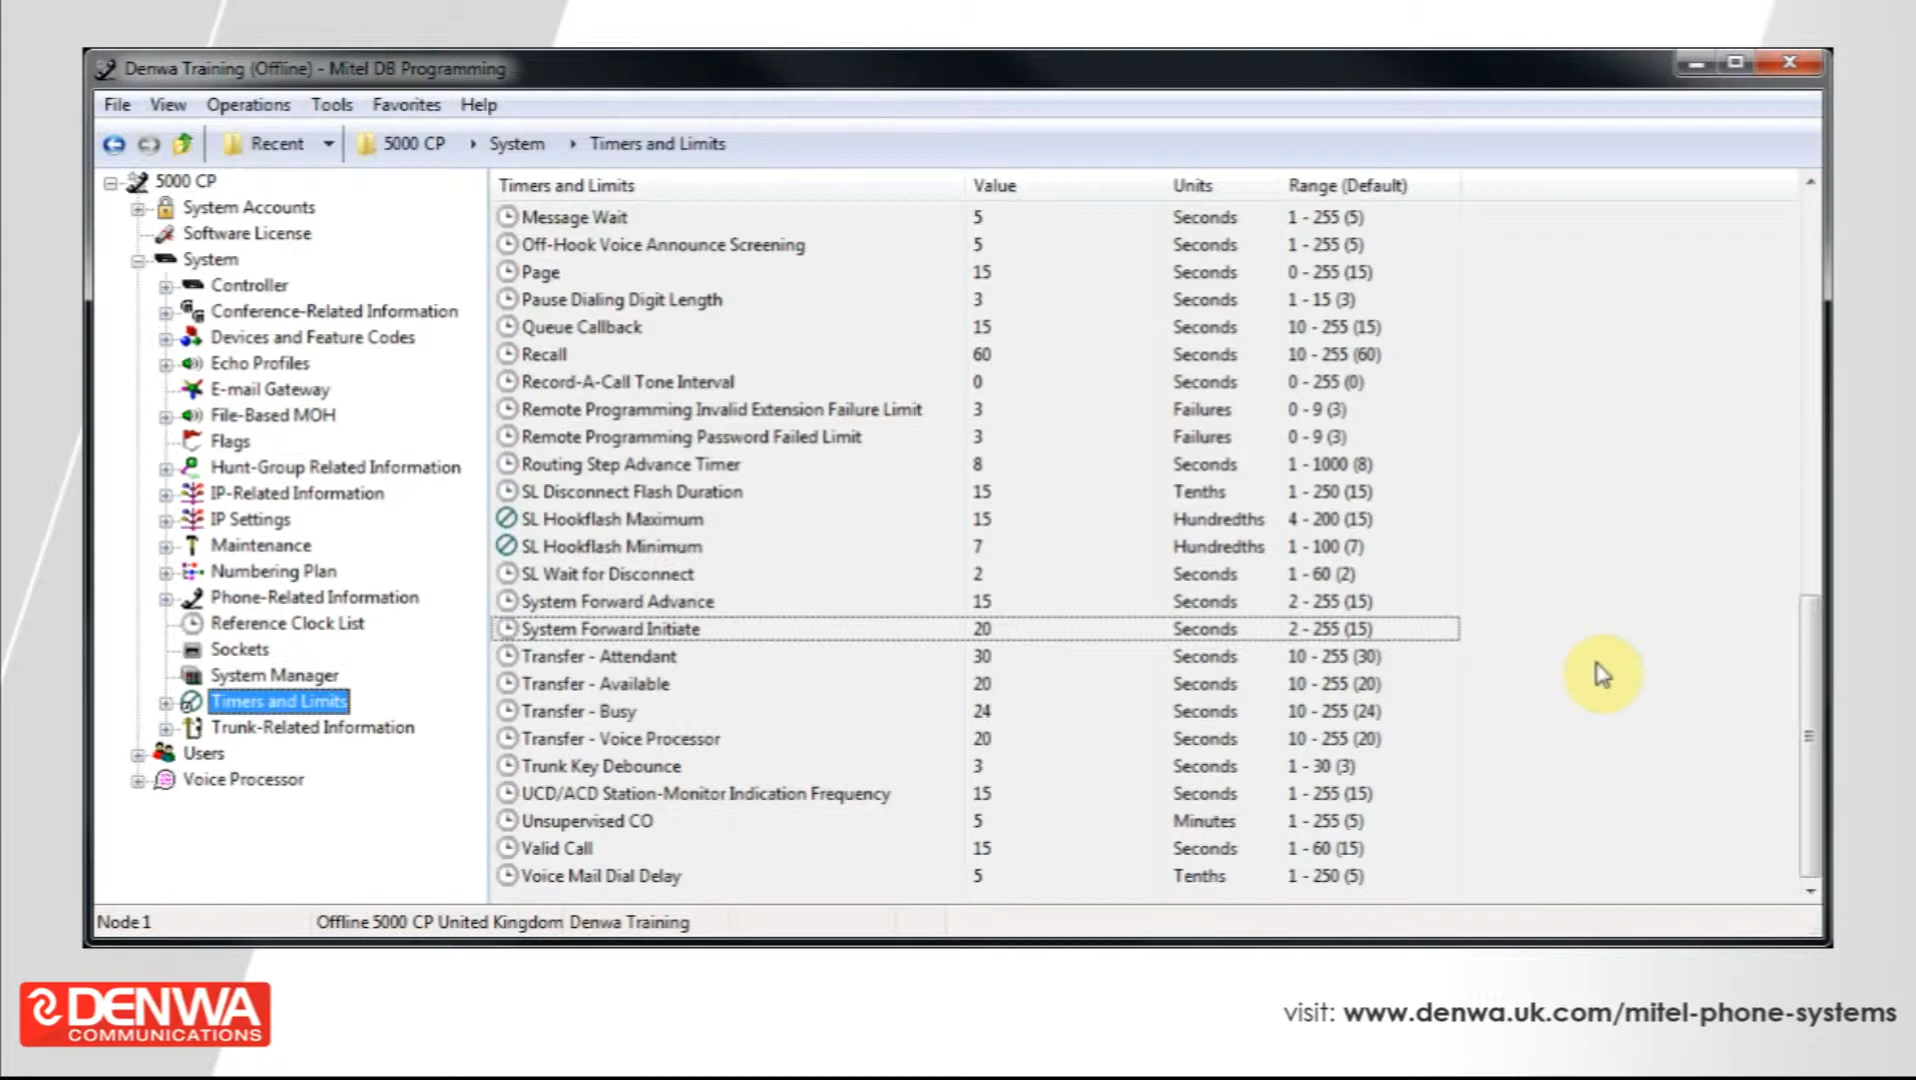 Denwa Training (Offline) - Mitel DB Programming
File View Operations Tools Favorites Help
Recent 5000 CP System Timers and Limits
5000 CP
System Accounts
Software License
System
Controller
Conference-Related Information
Devices and Feature Codes
Echo Profiles
E-mail Gateway
File-Based MOH
Flags
Hunt-Group Related Information
IP-Related Information
IP Settings
Maintenance
Numbering Plan
Phone-Related Information
Reference Clock List
Sockets
System Manager
Timers and Limits
Trunk-Related Information
Users
Voice Processor
Timers and Limits Value Units Range (Default)
Message Wait 5 Seconds 1 - 255 (5)
Off-Hook Voice Announce Screening 5 Seconds 1 - 255 (5)
Page 15 Seconds 0 - 255 (15)
Pause Dialing Digit Length 3 Seconds 1 - 15 (3)
Queue Callback 15 Seconds 10 - 255 (15)
Recall 60 Seconds 10 - 255 (60)
Record-A-Call Tone Interval 0 Seconds 0 - 255 (0)
Remote Programming Invalid Extension Failure Limit 3 Failures 0 - 9 (3)
Remote Programming Password Failed Limit 3 Failures 0 - 9 (3)
Routing Step Advance Timer 8 Seconds 1 - 1000 (8)
SL Disconnect Flash Duration 15 Tenths 1 - 250 (15)
SL Hookflash Maximum 15 Hundredths 4 - 200 (15)
SL Hookflash Minimum 7 Hundredths 1 - 100 (7)
SL Wait for Disconnect 2 Seconds 1 - 60 (2)
System Forward Advance 15 Seconds 2 - 255 (15)
System Forward Initiate 20 Seconds 2 - 255 (15)
Transfer - Attendant 30 Seconds 10 - 255 (30)
Transfer - Available 20 Seconds 10 - 255 (20)
Transfer - Busy 24 Seconds 10 - 255 (24)
Transfer - Voice Processor 20 Seconds 10 - 255 (20)
Trunk Key Debounce 3 Seconds 1 - 30 (3)
UCD/ACD Station-Monitor Indication Frequency 15 Seconds 1 - 255 (15)
Unsupervised CO 5 Minutes 1 - 255 (5)
Valid Call 15 Seconds 1 - 60 (15)
Voice Mail Dial Delay 5 Tenths 1 - 250 (5)
Node 1 Offline 5000 CP United Kingdom Denwa Training
DENWA
COMMUNICATIONS
visit: www.denwa.uk.com/mitel-phone-systems